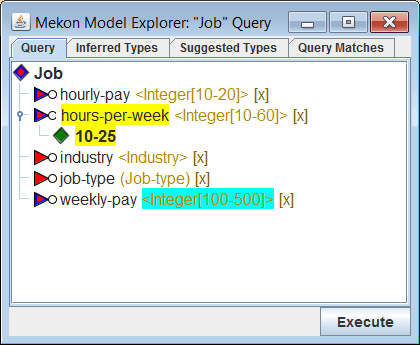 Mekon Model Explorer: "Job" Query
Query Inferred Types Suggested Types Query Matches
Job
hourly-pay <Integer[10-20]> [x]
hours-per-week <Integer[10-60]> [x]
10-25
industry <Industry> [x]
job-type (Job-type) [x]
weekly-pay <Integer[100-500]> [x]
Execute